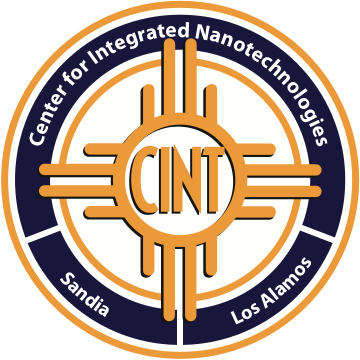 Center for Integrated Nanotechnologies
CINT
Sandia
Los Alamos